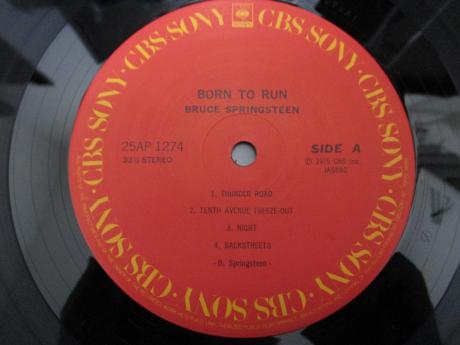 CBS SONY · CBS SONY · CBS SONY · CBS SONY · CBS SONY · CBS SONY · CBS SONY ·
BORN TO RUN
BRUCE SPRINGSTEEN
25AP 1274
33⅓ STEREO
SIDE A
Ⓟ 1975 CBS Inc.
JASRAC
1. THUNDER ROAD
2. TENTH AVENUE FREEZE-OUT
3. NIGHT
4. BACKSTREETS
-B. Springsteen-